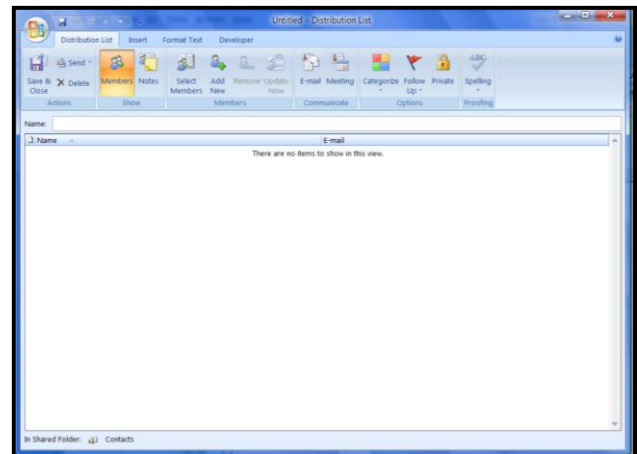 Untitled - Distribution List
Distribution List Insert Format Text Developer
Save & Close Send Delete Members Notes Select Members Add New Remove Update Now E-mail Meeting Categorize Follow Up Private ABC Spelling
Actions Show Members Communicate Options Proofing
Name:
Name E-mail
There are no items to show in this view.
In Shared Folder: Contacts